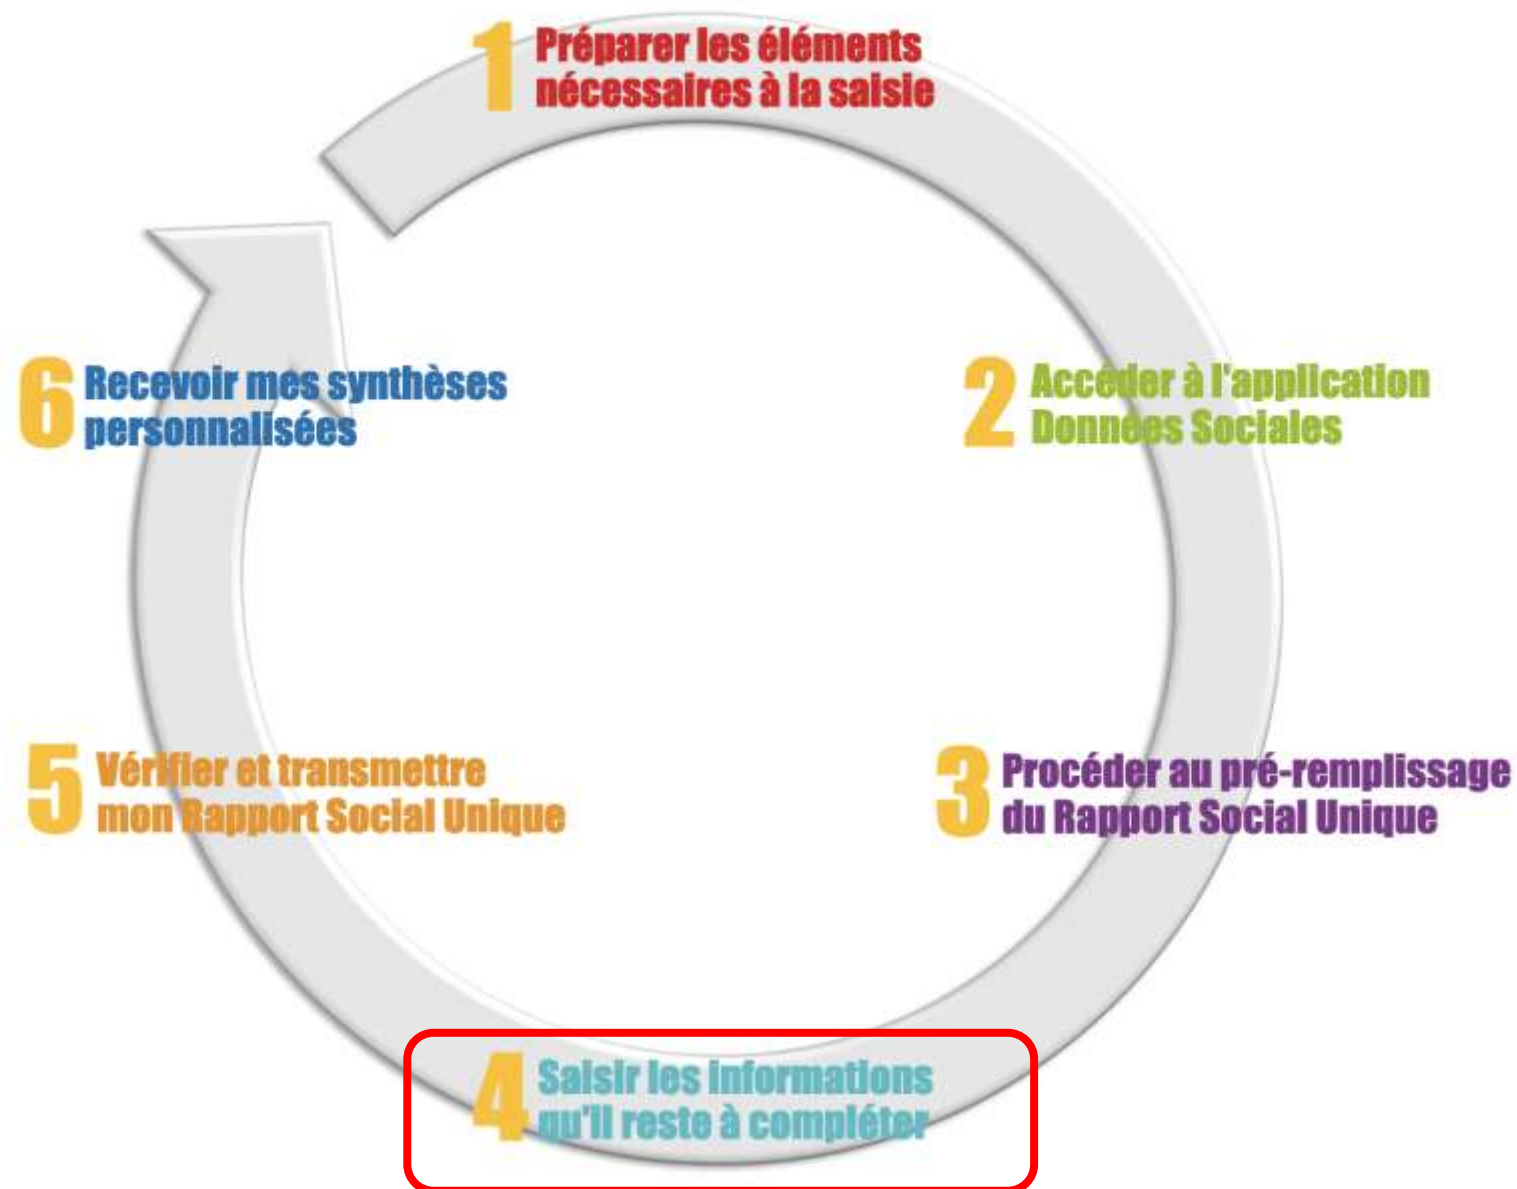 1 Préparer les éléments
nécessaires à la saisie
2 Accéder à l'application
Données Sociales
3 Procéder au pré-remplissage
du Rapport Social Unique
4 Saisir les informations
qu'il reste à compléter
5 Vérifier et transmettre
mon Rapport Social Unique
6 Recevoir mes synthèses
personnalisées